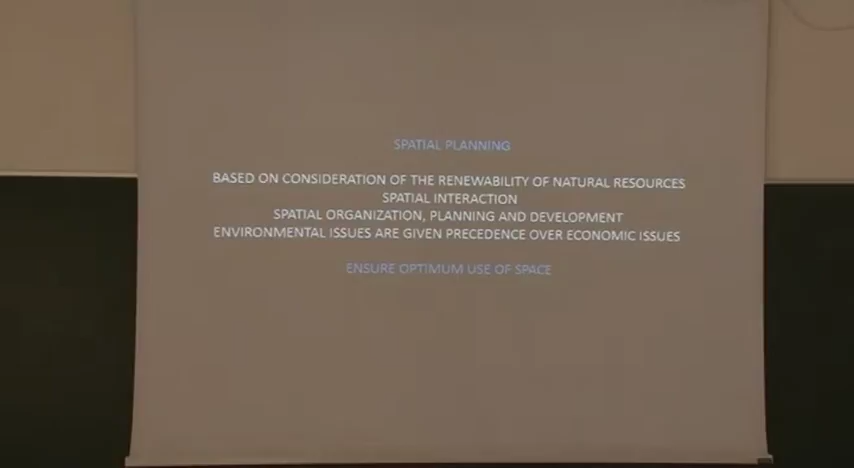 SPATIAL PLANNING
BASED ON CONSIDERATION OF THE RENEWABILITY OF NATURAL RESOURCES
SPATIAL INTERACTION
SPATIAL ORGANIZATION, PLANNING AND DEVELOPMENT
ENVIRONMENTAL ISSUES ARE GIVEN PRECEDENCE OVER ECONOMIC ISSUES
ENSURE OPTIMUM USE OF SPACE